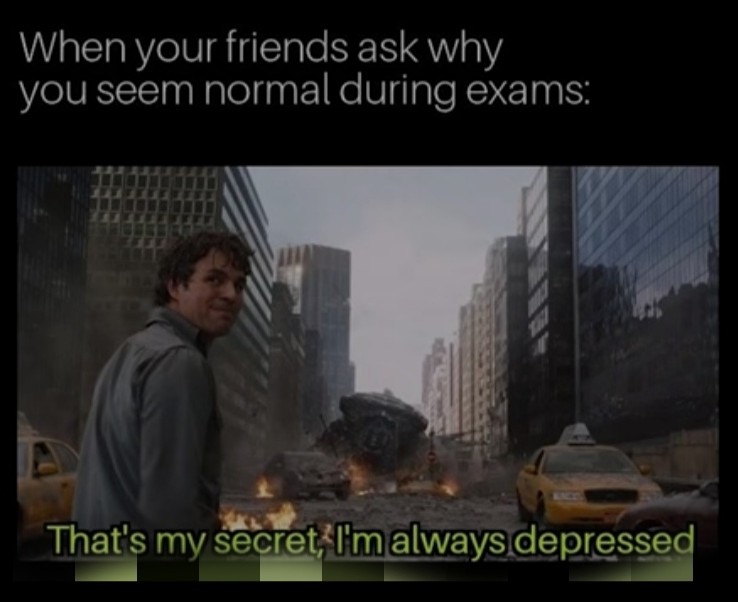 When your friends ask why
you seem normal during exams:
That's my secret, I'm always depressed